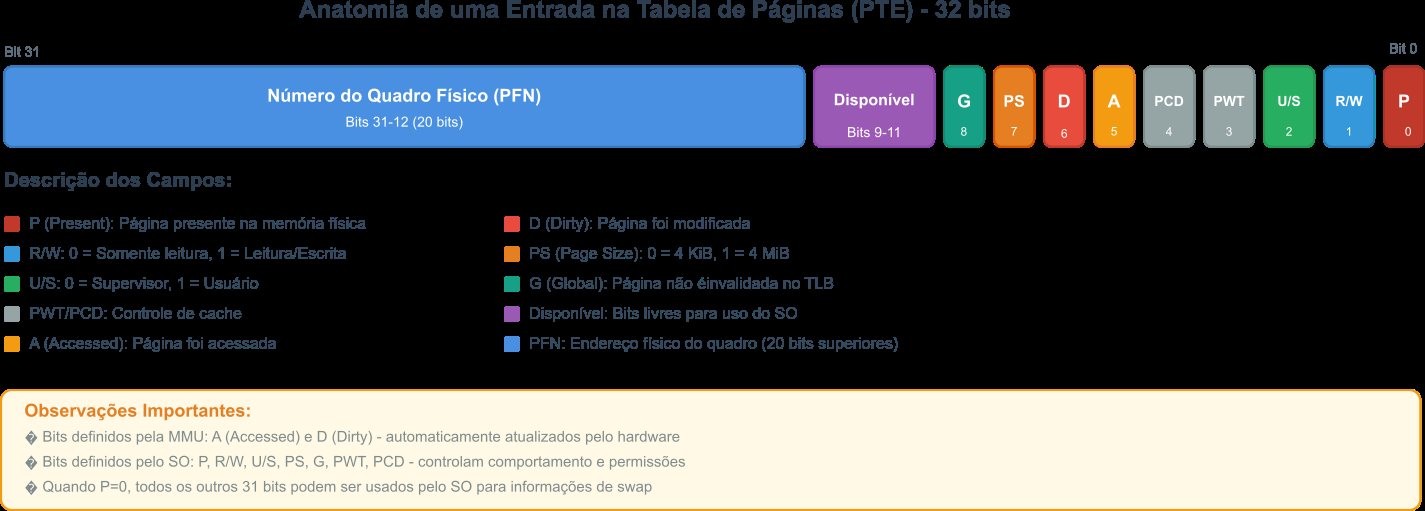 Anatomia de uma Entrada na Tabela de Páginas (PTE) - 32 bits
Bit 31
Bit 0
Número do Quadro Físico (PFN)
Bits 31-12 (20 bits)
Disponível
Bits 9-11
G
8
PS
7
D
6
A
5
PCD
4
PWT
3
U/S
2
R/W
1
P
0
Descrição dos Campos:
P (Present): Página presente na memória física
R/W: 0 = Somente leitura, 1 = Leitura/Escrita
U/S: 0 = Supervisor, 1 = Usuário
PWT/PCD: Controle de cache
A (Accessed): Página foi acessada
D (Dirty): Página foi modificada
PS (Page Size): 0 = 4 KiB, 1 = 4 MiB
G (Global): Página não éinvalidada no TLB
Disponível: Bits livres para uso do SO
PFN: Endereço físico do quadro (20 bits superiores)
Observações Importantes:
� Bits definidos pela MMU: A (Accessed) e D (Dirty) - automaticamente atualizados pelo hardware
� Bits definidos pelo SO: P, R/W, U/S, PS, G, PWT, PCD - controlam comportamento e permissões
� Quando P=0, todos os outros 31 bits podem ser usados pelo SO para informações de swap